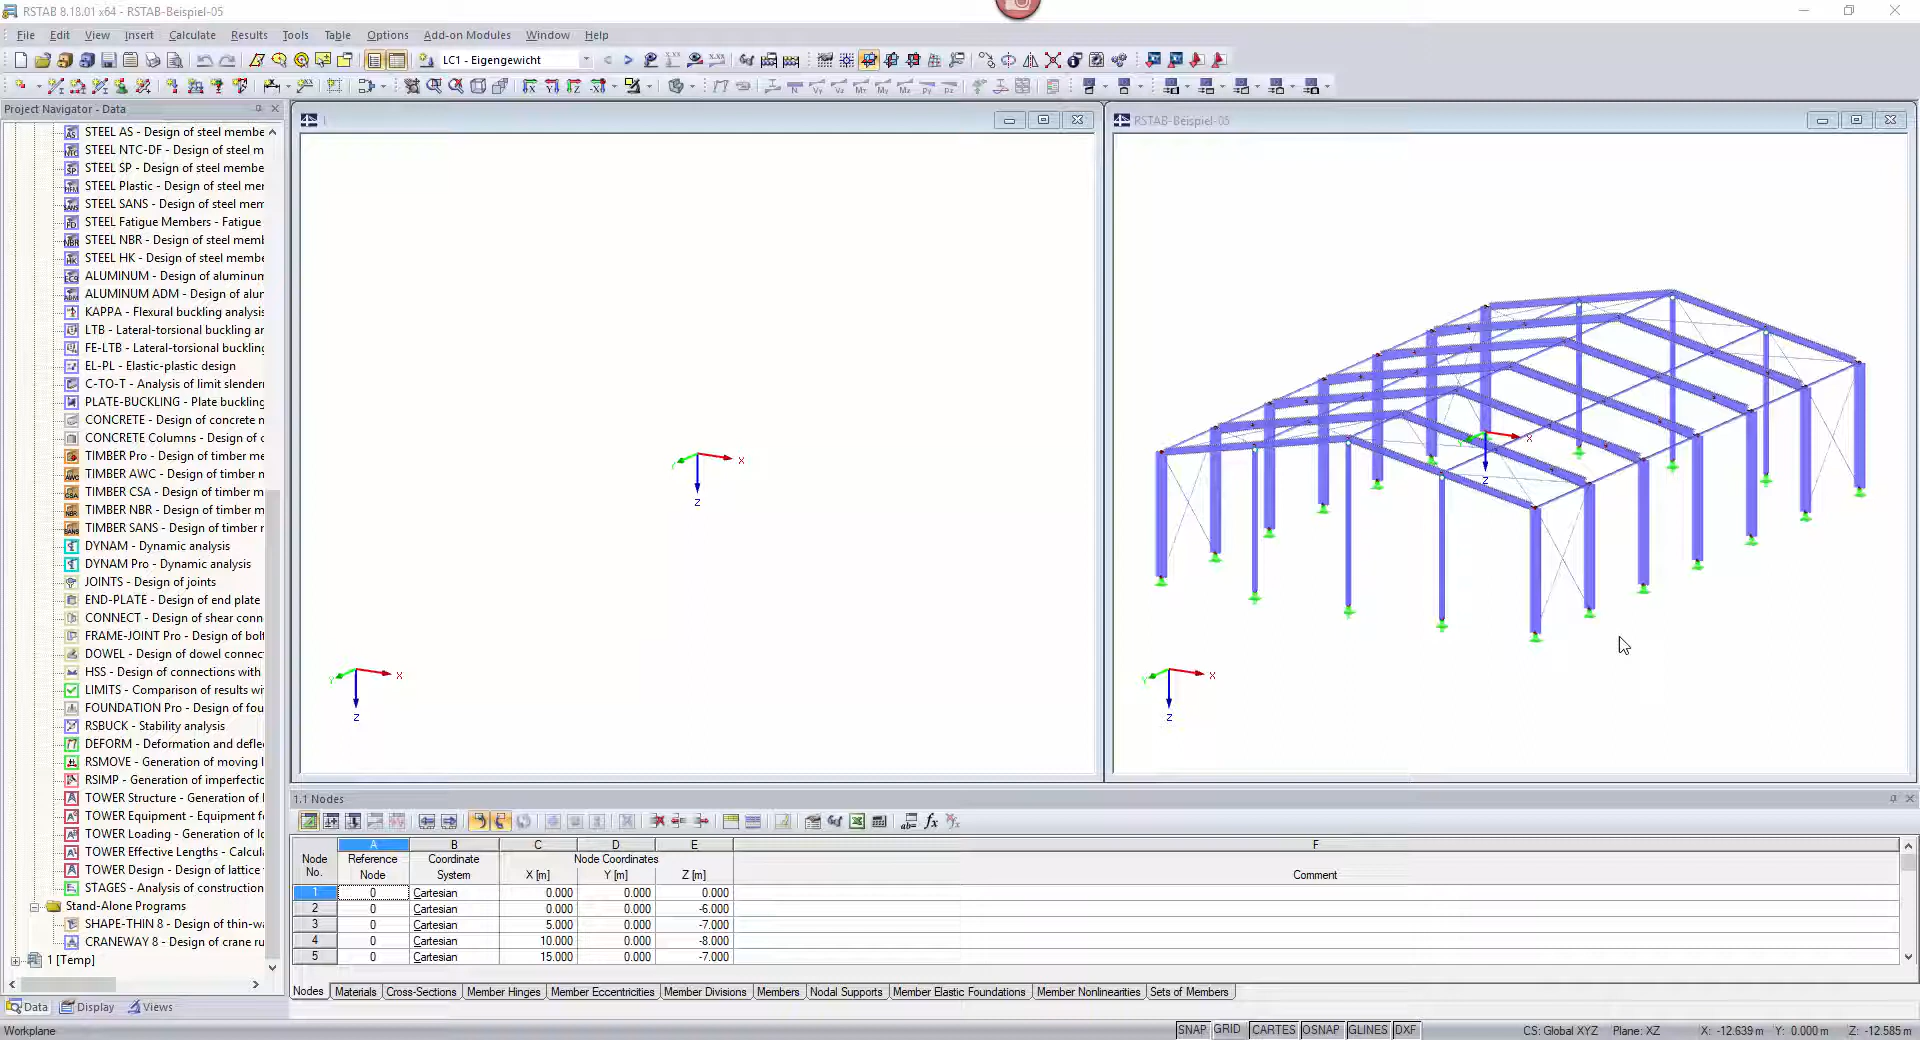 RSTAB 8.18.01 x64 - RSTAB-Beispiel-05
File Edit View Insert Calculate Results Tools Table Options Add-on Modules Window Help
LC1 - Eigengewicht
Project Navigator - Data
STEEL AS - Design of steel membe
STEEL NTC-DF - Design of steel m
STEEL SP - Design of steel membe
STEEL Plastic - Design of steel mer
STEEL SANS - Design of steel mem
STEEL Fatigue Members - Fatigue
STEEL NBR - Design of steel memb
STEEL HK - Design of steel membe
ALUMINUM - Design of aluminum
ALUMINUM ADM - Design of alur
KAPPA - Flexural buckling analysis
LTB - Lateral-torsional buckling ar
FE-LTB - Lateral-torsional buckling
EL-PL - Elastic-plastic design
C-TO-T - Analysis of limit slendern
PLATE-BUCKLING - Plate buckling
CONCRETE - Design of concrete n
CONCRETE Columns - Design of c
TIMBER Pro - Design of timber me
TIMBER AWC - Design of timber m
TIMBER CSA - Design of timber m
TIMBER NBR - Design of timber m
TIMBER SANS - Design of timber r
DYNAM - Dynamic analysis
DYNAM Pro - Dynamic analysis
JOINTS - Design of joints
END-PLATE - Design of end plate
CONNECT - Design of shear conn
FRAME-JOINT Pro - Design of bolt
DOWEL - Design of dowel connec
HSS - Design of connections with
LIMITS - Comparison of results wi
FOUNDATION Pro - Design of fou
RSBUCK - Stability analysis
DEFORM - Deformation and defle
RSMOVE - Generation of moving l
RSIMP - Generation of imperfectic
TOWER Structure - Generation of l
TOWER Equipment - Equipment f
TOWER Loading - Generation of lo
TOWER Effective Lengths - Calcula
TOWER Design - Design of lattice
STAGES - Analysis of construction
Stand-Alone Programs
SHAPE-THIN 8 - Design of thin-wa
CRANEWAY 8 - Design of crane ru
1 [Temp]
Data Display Views
1
X
Y
Z
X
Y
Z
RSTAB-Beispiel-05
X
Y
Z
X
Y
Z
1.1 Nodes
A B C D E F
Node No. Reference Node Coordinate System Node Coordinates X [m] Y [m] Z [m] Comment
1 0 Cartesian 0.000 0.000 0.000
2 0 Cartesian 0.000 0.000 -6.000
3 0 Cartesian 5.000 0.000 -7.000
4 0 Cartesian 10.000 0.000 -8.000
5 0 Cartesian 15.000 0.000 -7.000
Nodes Materials Cross-Sections Member Hinges Member Eccentricities Member Divisions Members Nodal Supports Member Elastic Foundations Member Nonlinearities Sets of Members
Workplane SNAP GRID CARTES OSNAP GLINES DXF CS: Global XYZ Plane: XZ X: -12.639 m Y: 0.000 m Z: -12.585 m